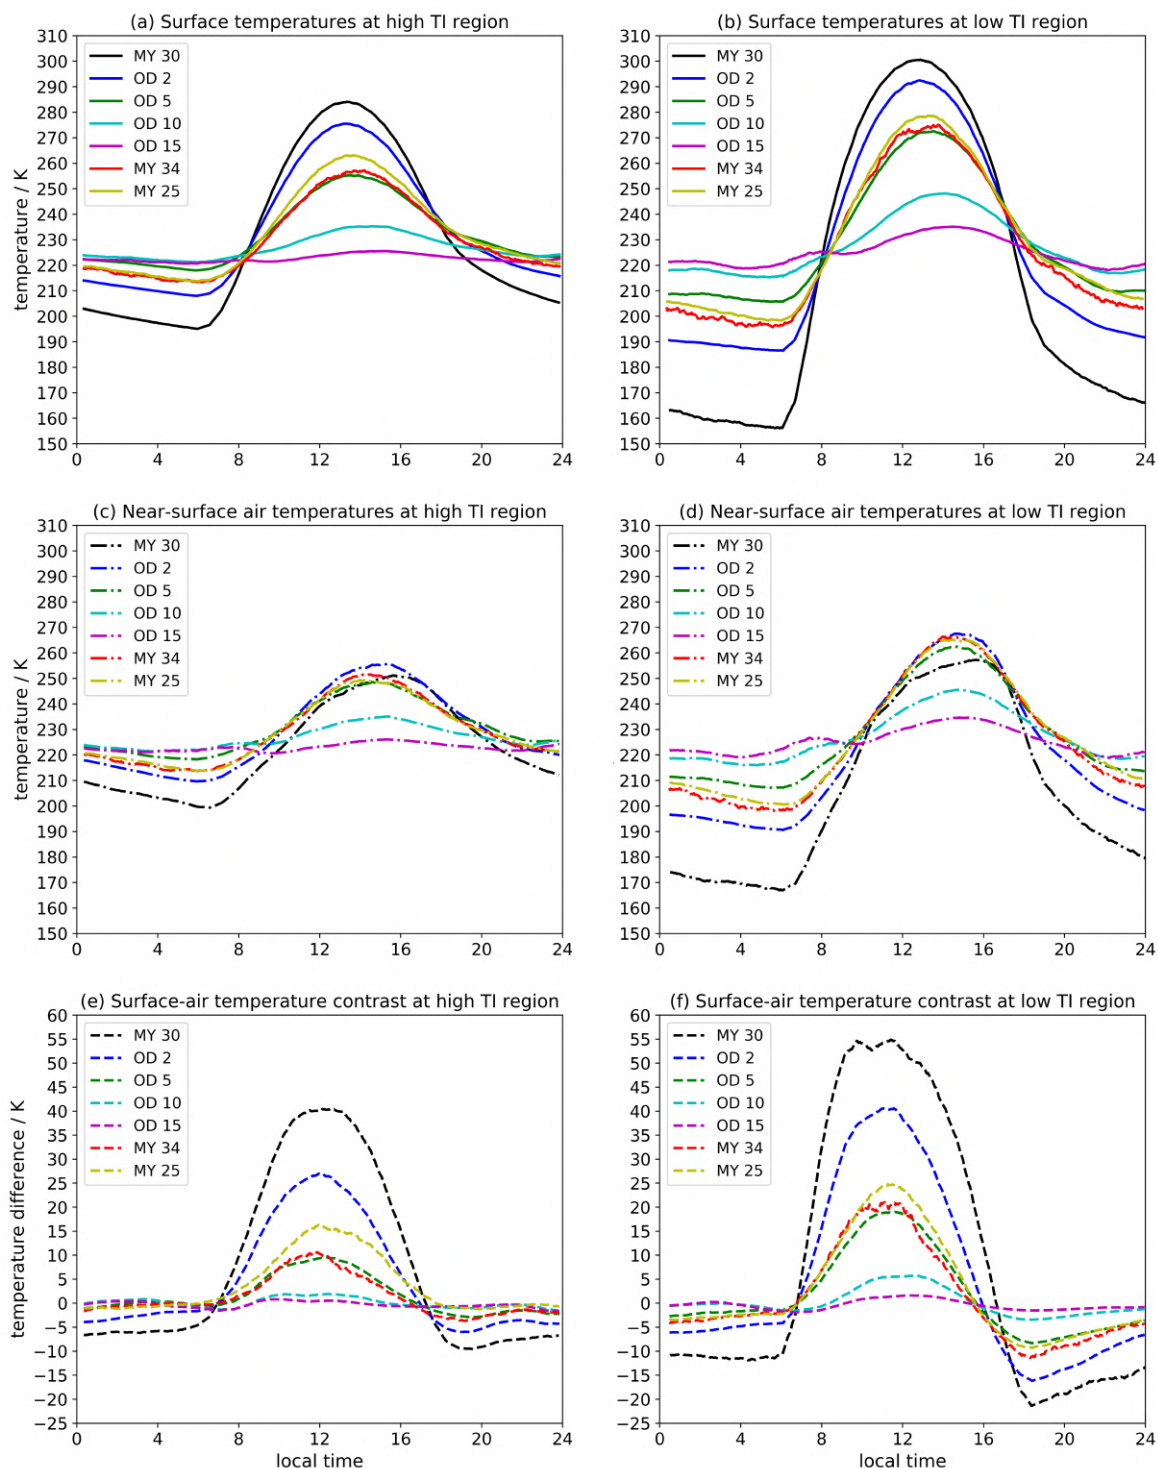 (a) Surface temperatures at high TI region
temperature / K
310
300
290
280
270
260
250
240
230
220
210
200
190
180
170
160
150
MY 30
OD 2
OD 5
OD 10
OD 15
MY 34
MY 25
0 4 8 12 16 20 24
(b) Surface temperatures at low TI region
310
300
290
280
270
260
250
240
230
220
210
200
190
180
170
160
150
MY 30
OD 2
OD 5
OD 10
OD 15
MY 34
MY 25
0 4 8 12 16 20 24
(c) Near-surface air temperatures at high TI region
temperature / K
310
300
290
280
270
260
250
240
230
220
210
200
190
180
170
160
150
MY 30
OD 2
OD 5
OD 10
OD 15
MY 34
MY 25
0 4 8 12 16 20 24
(d) Near-surface air temperatures at low TI region
310
300
290
280
270
260
250
240
230
220
210
200
190
180
170
160
150
MY 30
OD 2
OD 5
OD 10
OD 15
MY 34
MY 25
0 4 8 12 16 20 24
(e) Surface-air temperature contrast at high TI region
temperature difference / K
60
55
50
45
40
35
30
25
20
15
10
5
0
−5
−10
−15
−20
−25
MY 30
OD 2
OD 5
OD 10
OD 15
MY 34
MY 25
0 4 8 12 16 20 24
local time
(f) Surface-air temperature contrast at low TI region
60
55
50
45
40
35
30
25
20
15
10
5
0
−5
−10
−15
−20
−25
MY 30
OD 2
OD 5
OD 10
OD 15
MY 34
MY 25
0 4 8 12 16 20 24
local time